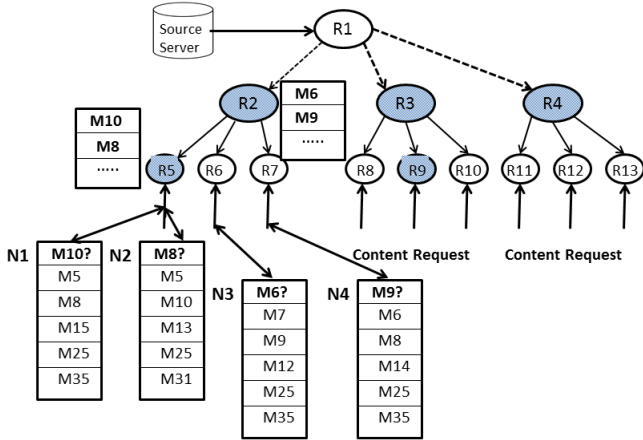 Source
Server
R1
R2
M6
M9
.....
R3
R4
M10
M8
.....
R5
R6
R7
R8
R9
R10
R11
R12
R13
Content Request
Content Request
N1
M10?
M5
M8
M15
M25
M35
N2
M8?
M5
M10
M13
M25
M31
N3
M6?
M7
M9
M12
M25
M35
N4
M9?
M6
M8
M14
M25
M35